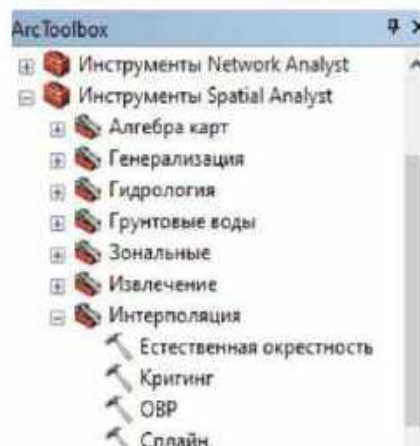 ArcToolbox
Инструменты Network Analyst
Инструменты Spatial Analyst
Алгебра карт
Генерализация
Гидрология
Грунтовые воды
Зональные
Извлечение
Интерполяция
Естественная окрестность
Кригинг
ОВР
Сплайн